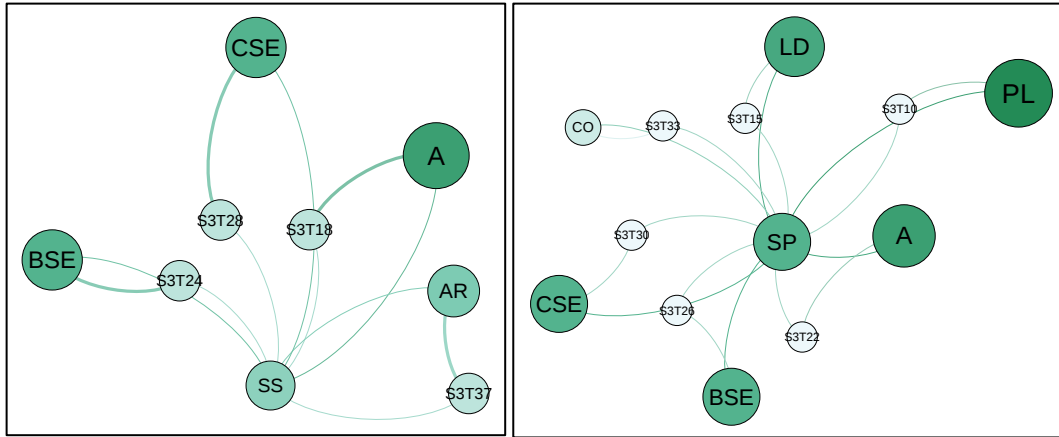 CSE
A
S3T28
S3T18
BSE
S3T24
AR
SS
S3T37
LD
PL
S3T10
S3T15
CO
S3T33
S3T30
SP
A
CSE
S3T26
S3T22
BSE